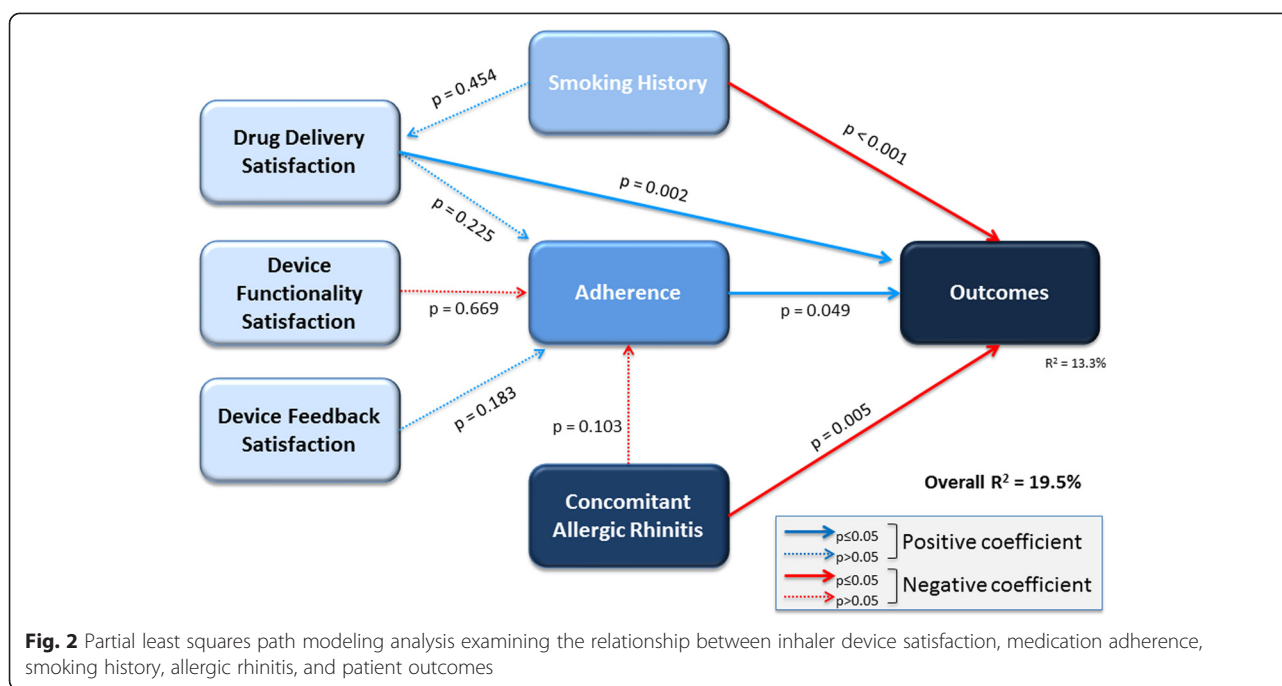 Smoking History
p = 0.454
p < 0.001
Drug Delivery
Satisfaction
p = 0.002
p = 0.225
Device
Functionality
Satisfaction
p = 0.669
Adherence
p = 0.049
Outcomes
R² = 13.3%
Device Feedback
Satisfaction
p = 0.183
p = 0.103
p = 0.005
Concomitant
Allergic Rhinitis
Overall R² = 19.5%
p≤0.05
p>0.05
Positive coefficient
p≤0.05
p>0.05
Negative coefficient
Fig. 2 Partial least squares path modeling analysis examining the relationship between inhaler device satisfaction, medication adherence,
smoking history, allergic rhinitis, and patient outcomes